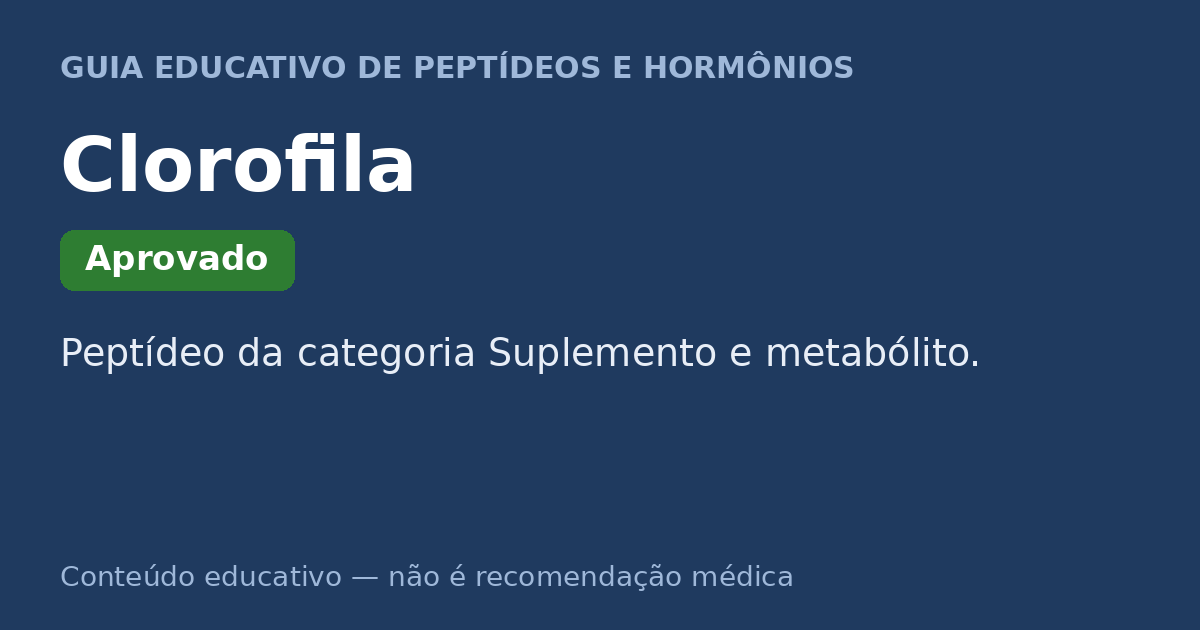 GUIA EDUCATIVO DE PEPTÍDEOS E HORMÔNIOS
Clorofila
Aprovado
Peptídeo da categoria Suplemento e metabólito.
Conteúdo educativo — não é recomendação médica